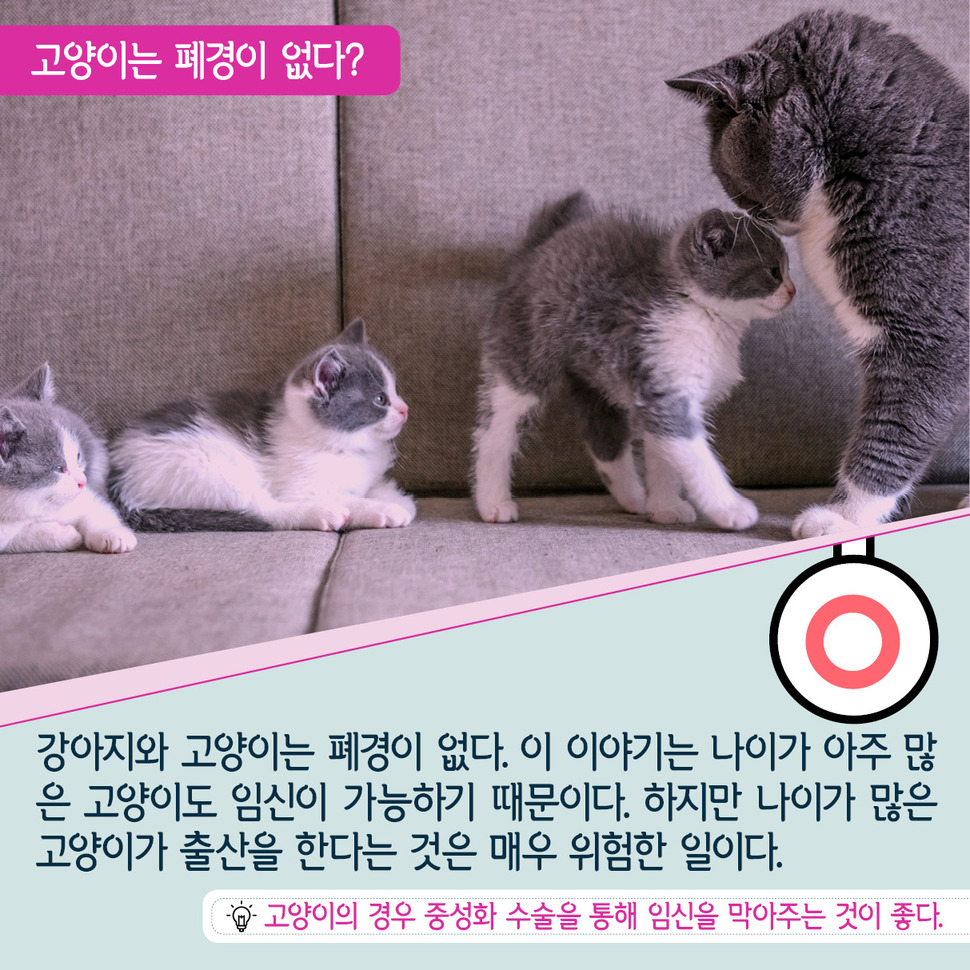 고양이는 폐경이 없다?
강아지와 고양이는 폐경이 없다. 이 이야기는 나이가 아주 많
은 고양이도 임신이 가능하기 때문이다. 하지만 나이가 많은
고양이가 출산을 한다는 것은 매우 위험한 일이다.
고양이의 경우 중성화 수술을 통해 임신을 막아주는 것이 좋다.